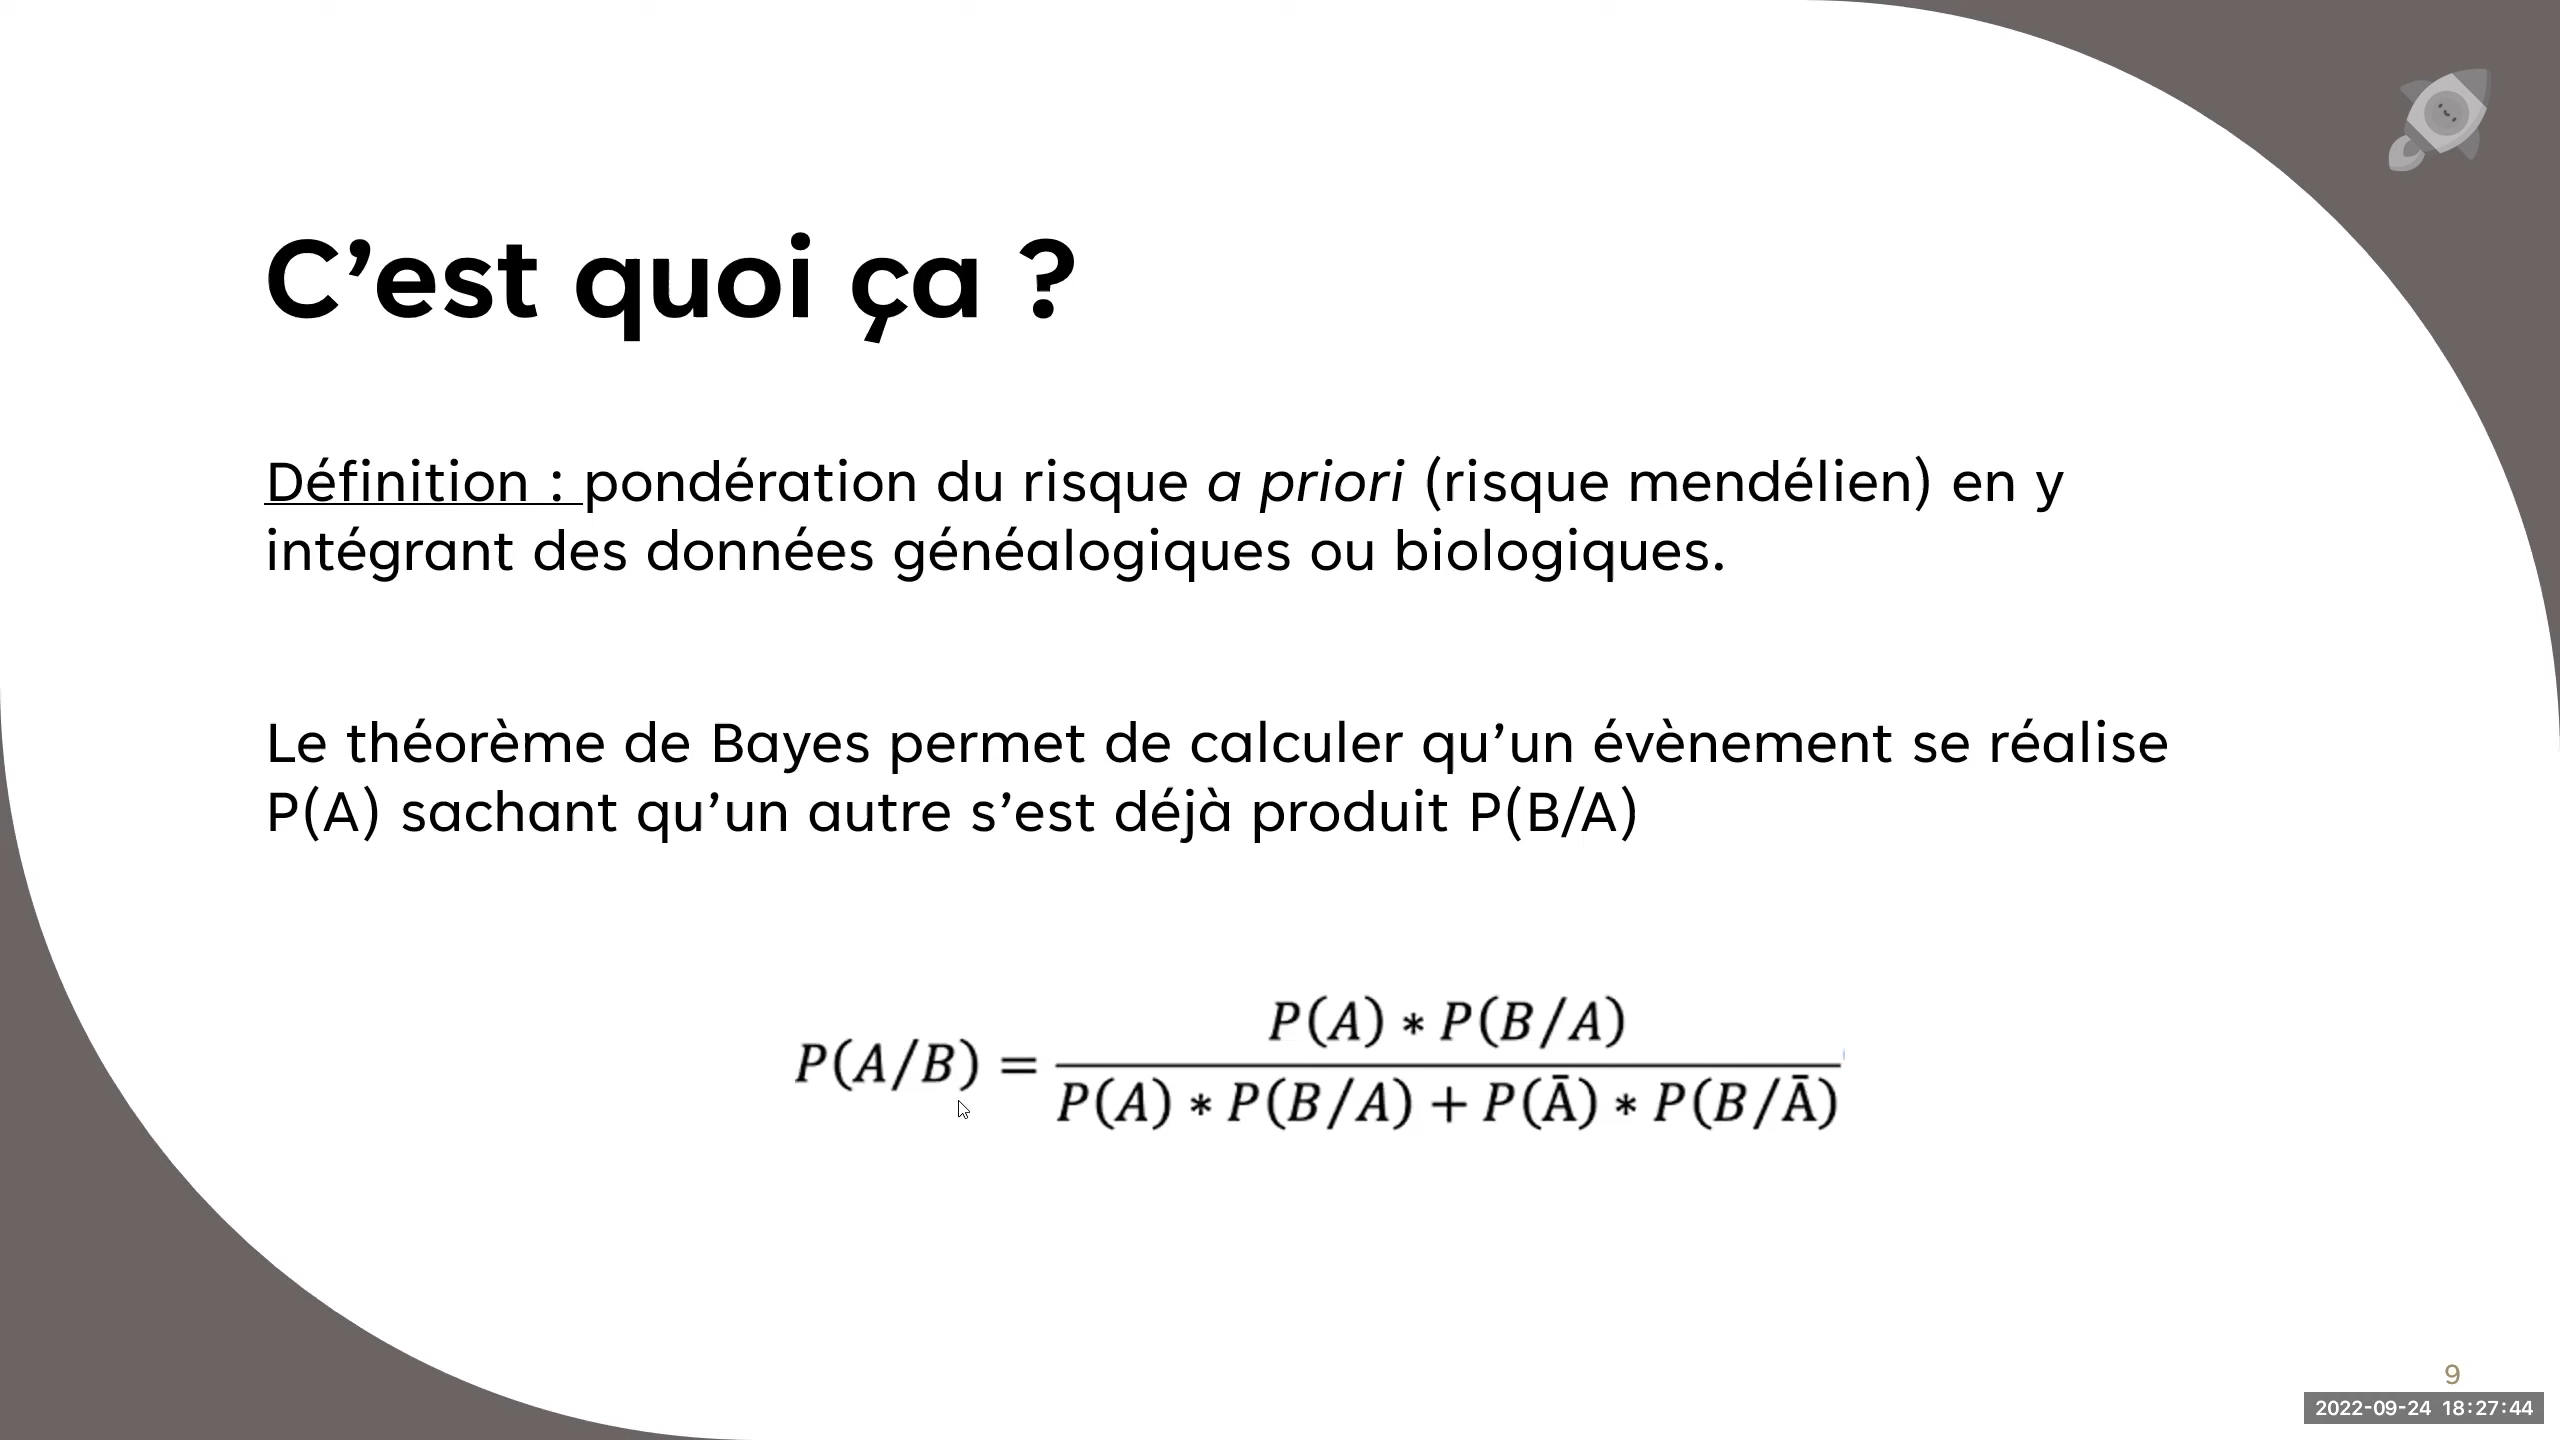 C’est quoi ça ?
Définition : pondération du risque a priori (risque mendélien) en y
intégrant des données généalogiques ou biologiques.
Le théorème de Bayes permet de calculer qu’un évènement se réalise
P(A) sachant qu’un autre s’est déjà produit P(B/A)
P(A) * P(B/A)
P(A/B) =
P(A) * P(B/A) + P(Ā) * P(B/Ā)
9
2022-09-24 18:27:44